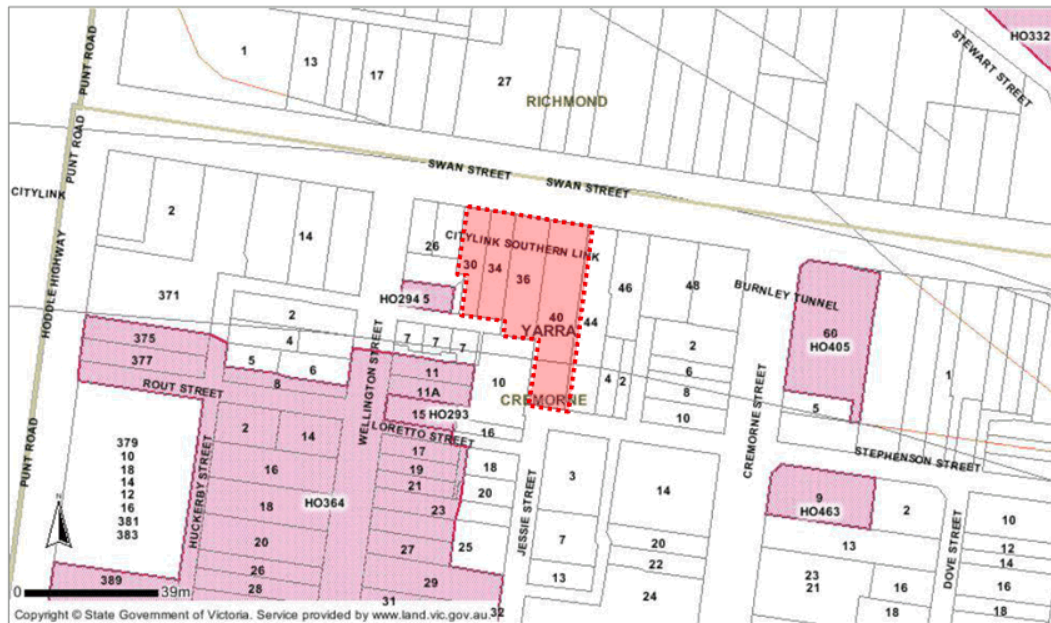 HO332
STEWART STREET
PUNT ROAD
1
13
17
27
RICHMOND
PUNT ROAD
SWAN STREET
SWAN STREET
CITYLINK
2
14
26
CITYLINK SOUTHERN LINK
30
34
36
40
44
46
48
BURNLEY TUNNEL
HODDLE HIGHWAY
371
HO294 5
2
4
YARRA
60
HO405
1
375
377
5
6
8
7
7
7
11
11A
10
4
2
2
6
8
10
5
ROUT STREET
WELLINGTON STREET
15 HO293
CREMORNE
CREMORNE STREET
LORETTO STREET
16
STEPHENSON STREET
PUNT ROAD
379
10
18
14
12
16
381
383
HUCKERBY STREET
2
14
16
18
20
26
28
HO364
17
19
21
23
27
29
31
18
20
25
32
JESSIE STREET
3
7
13
14
20
22
24
9
HO463
2
13
23
21
16
18
DOVE STREET
10
12
14
16
18
N
389
0
39m
Copyright © State Government of Victoria. Service provided by www.land.vic.gov.au.